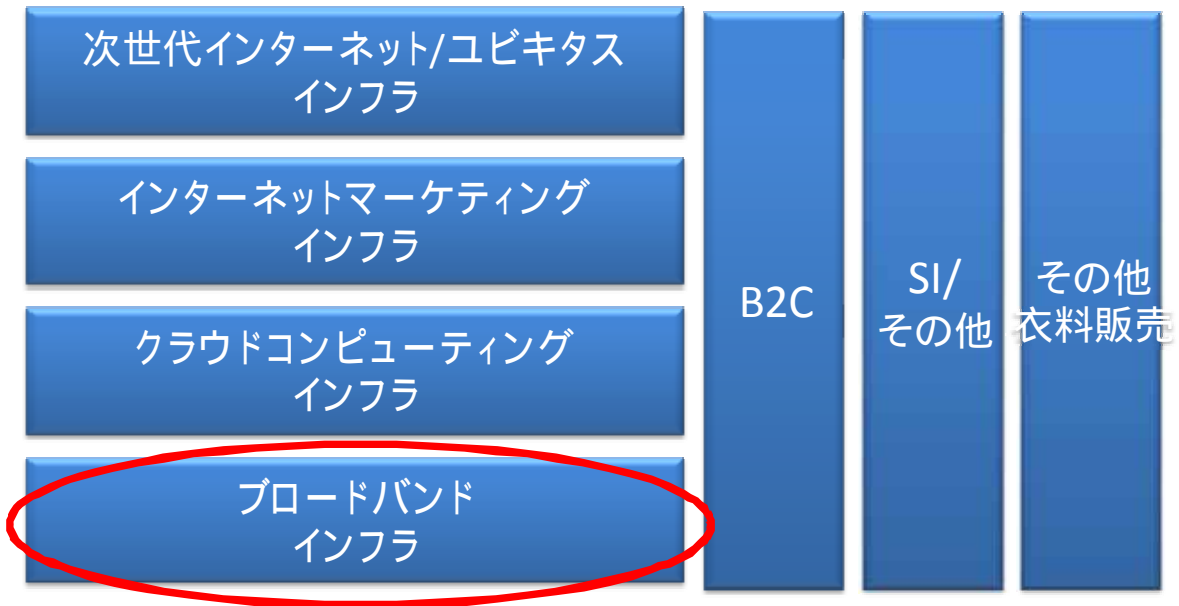 次世代インターネット/ユビキタス
インフラ
インターネットマーケティング
インフラ
クラウドコンピューティング
インフラ
ブロードバンド
インフラ
B2C
SI/
その他
その他
衣料販売